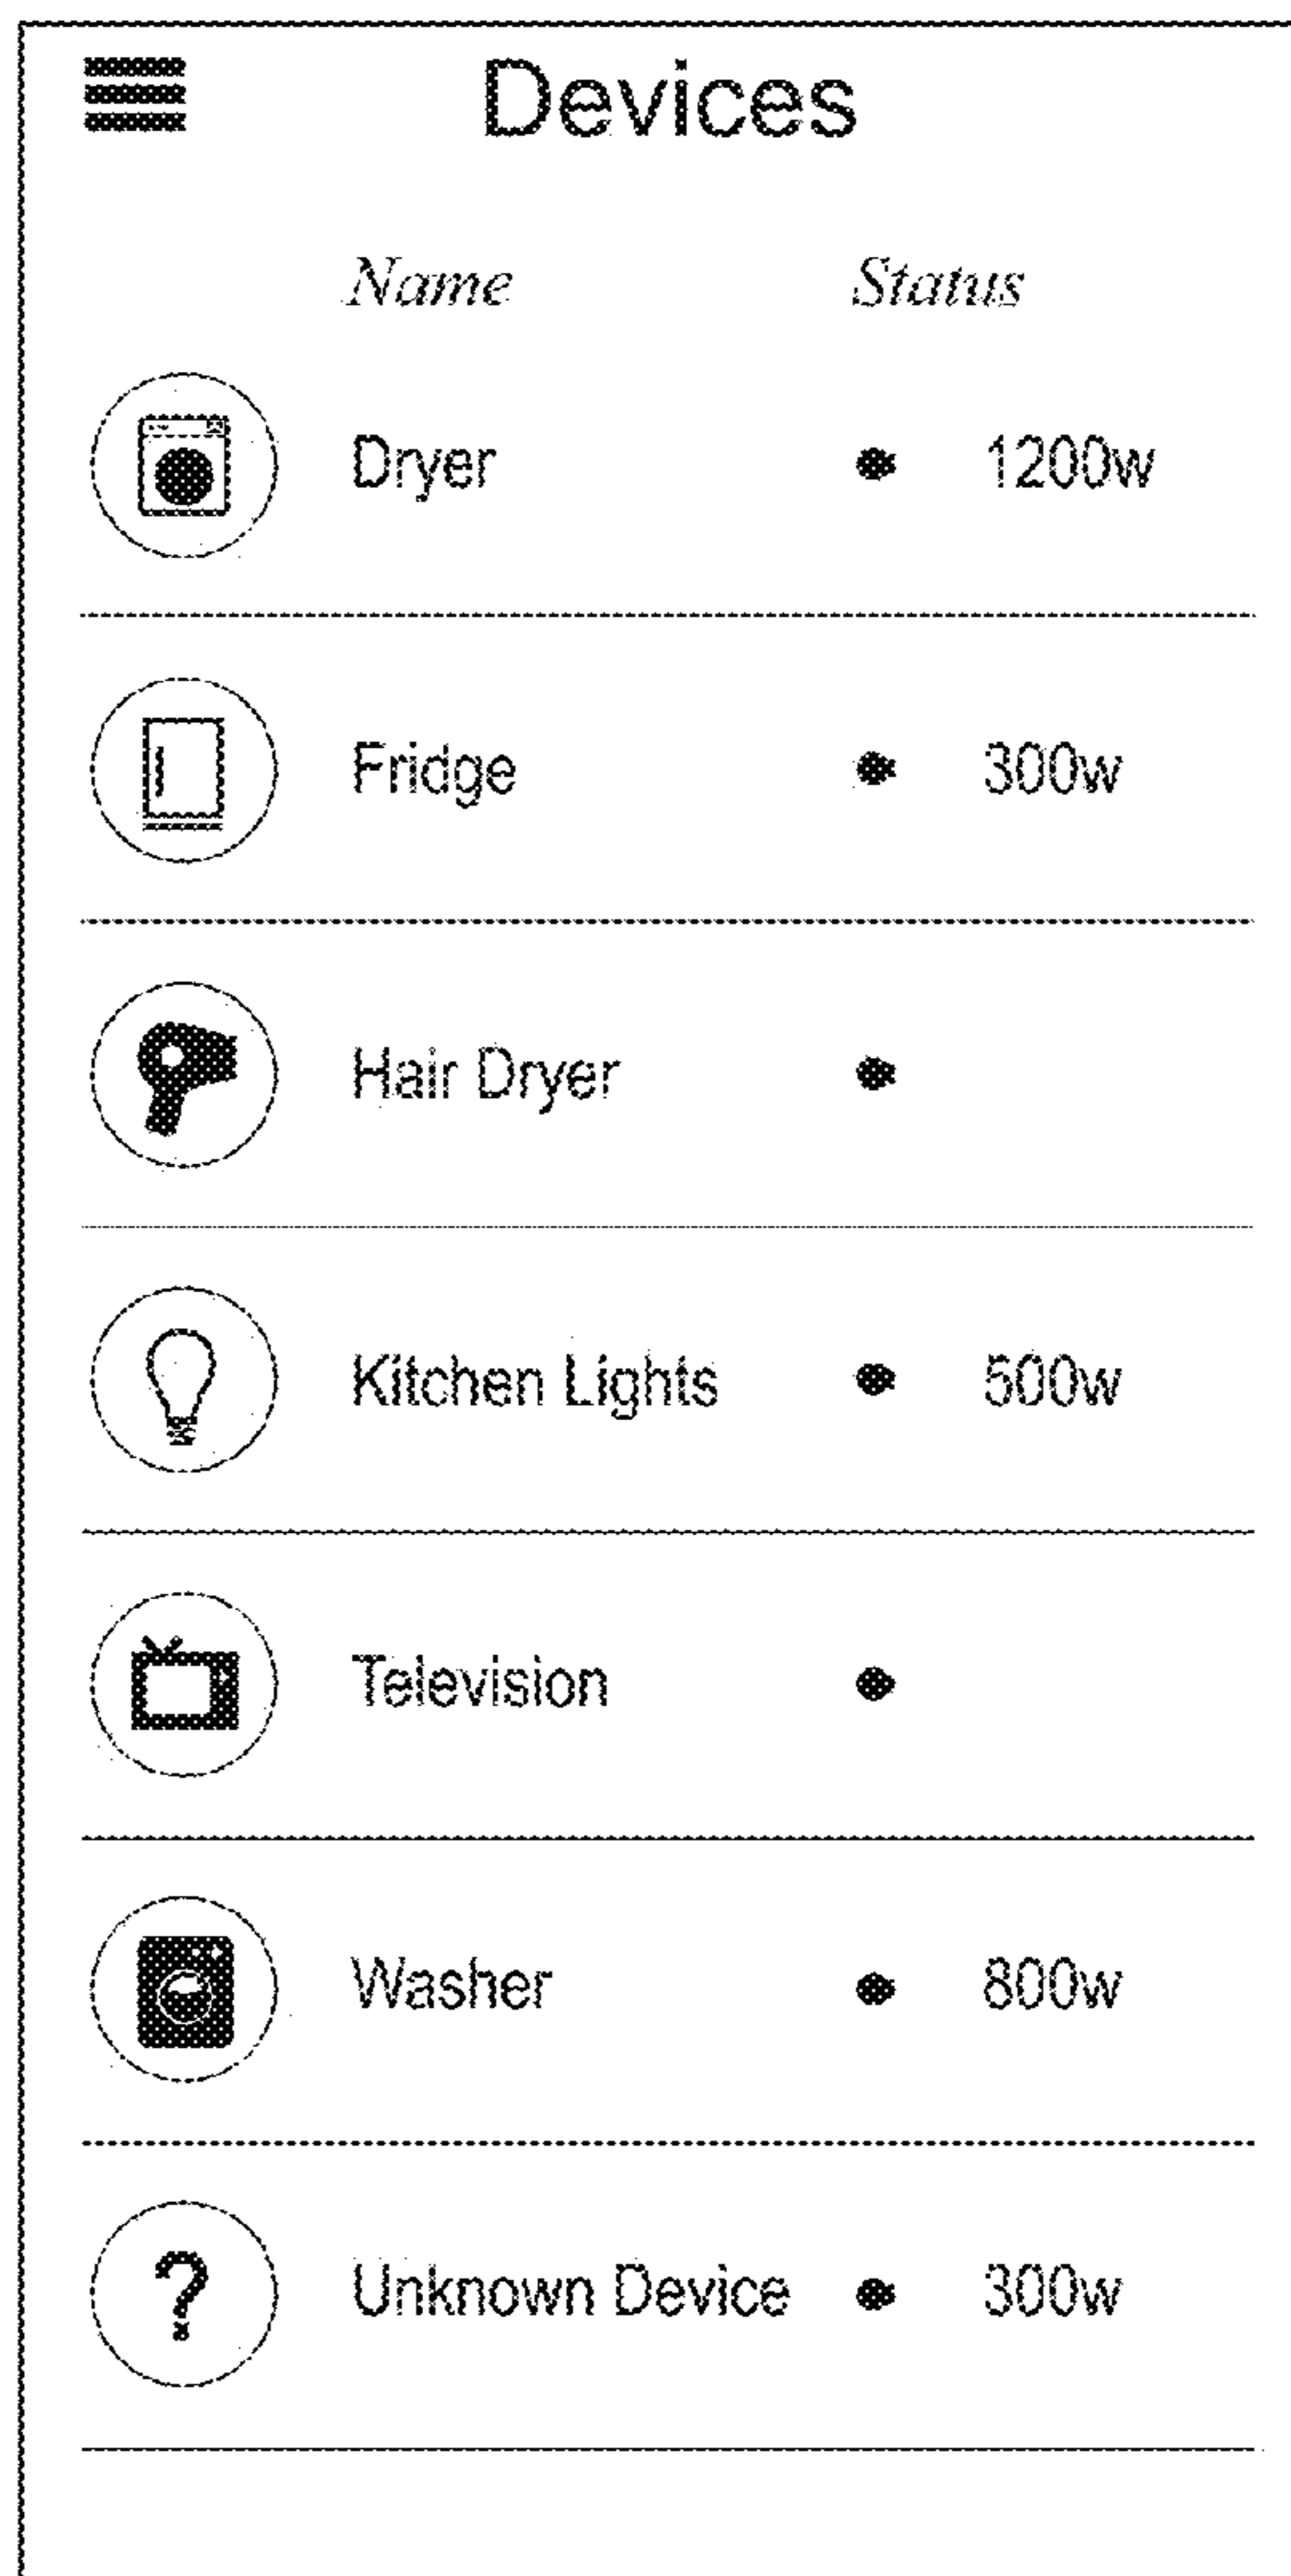 Devices
Name Status
Dryer 1200w
Fridge 300w
Hair Dryer
Kitchen Lights 500w
Television
Washer 800w
? Unknown Device 300w